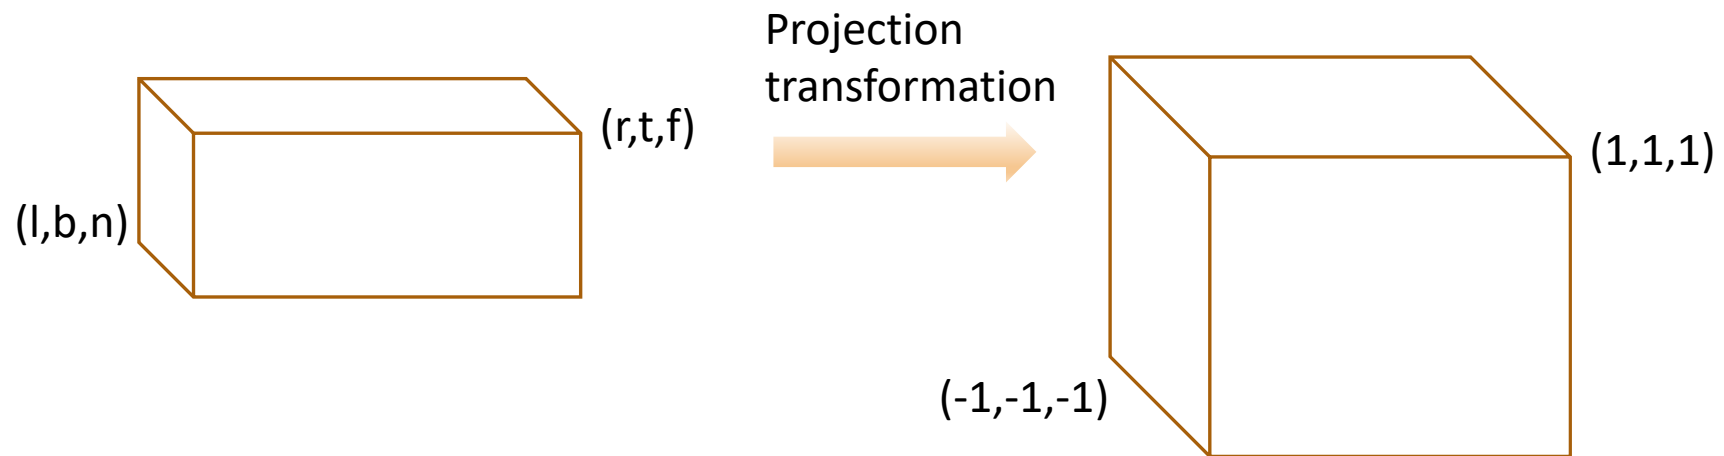 Projection
transformation
(r,t,f)
(l,b,n)
(1,1,1)
(-1,-1,-1)